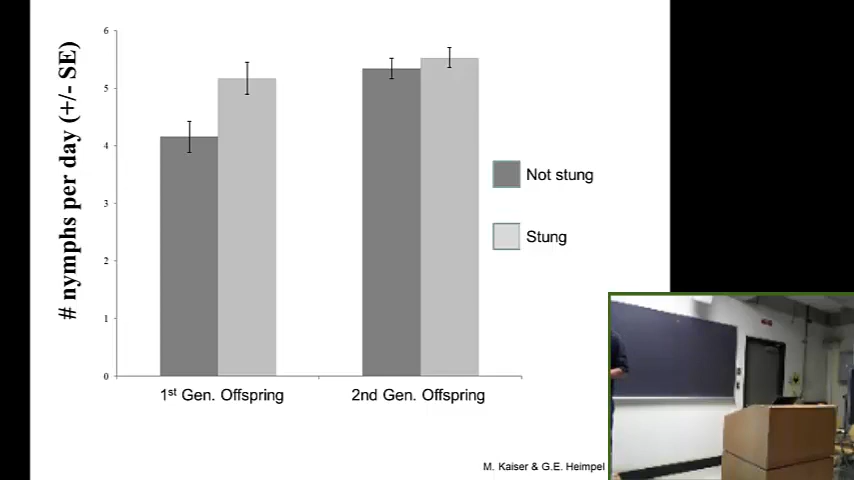 # nymphs per day (+/- SE)
6
5
4
3
2
1
0
1st Gen. Offspring
2nd Gen. Offspring
Not stung
Stung
M. Kaiser & G.E. Heimpel